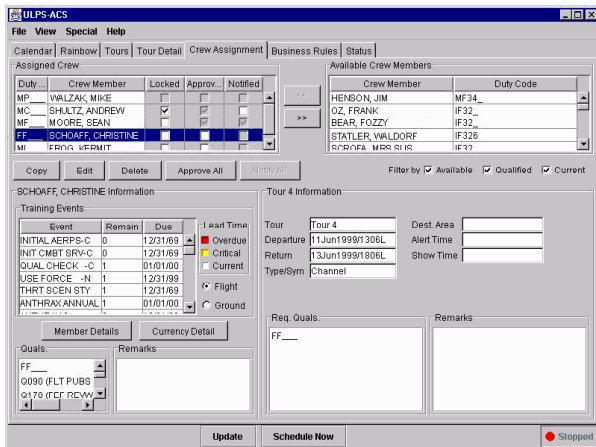 ULPS-ACS
File View Special Help
Calendar Rainbow Tours Tour Detail Crew Assignment Business Rules Status
Assigned Crew
Duty... Crew Member Locked Approv... Notified
MP___ WALZAK, MIKE
MC___ SHULTZ, ANDREW
MF___ MOORE, SEAN
FF___ SCHOAFF, CHRISTINE
ML FROG, KERMIT
<<
>>
Available Crew Members
Crew Member Duty Code
HENSON, JIM MF34_
OZ, FRANK IF32_
BEAR, FOZZY IF32_
STATLER, WALDORF IF326
SCROFA, MRS SUS IF32
Copy Edit Delete Approve All Notify All
Filter by Available Qualified Current
SCHOAFF, CHRISTINE Information
Training Events
Event Remain Due
INITIAL AERPS-C 0 12/31/69
INIT CMBT SRV-C 0 12/31/69
QUAL CHECK -C 1 01/01/00
USE FORCE -N 1 12/31/69
THRT SCEN STY 1 12/31/69
ANTHRAX ANNUAL 1 01/01/00
Lead Time
Overdue
Critical
Current
Flight
Ground
Member Details Currency Detail
Quals.
FF___
Q090 (FLT PUBS
Q170 (FEF REVW
Remarks
Tour 4 Information
Tour Tour 4
Departure 11Jun1999/1306L
Return 13Jun1999/1806L
Type/Sym Channel
Dest. Area
Alert Time
Show Time
Req. Quals.
FF___
Remarks
Update Schedule Now Stopped